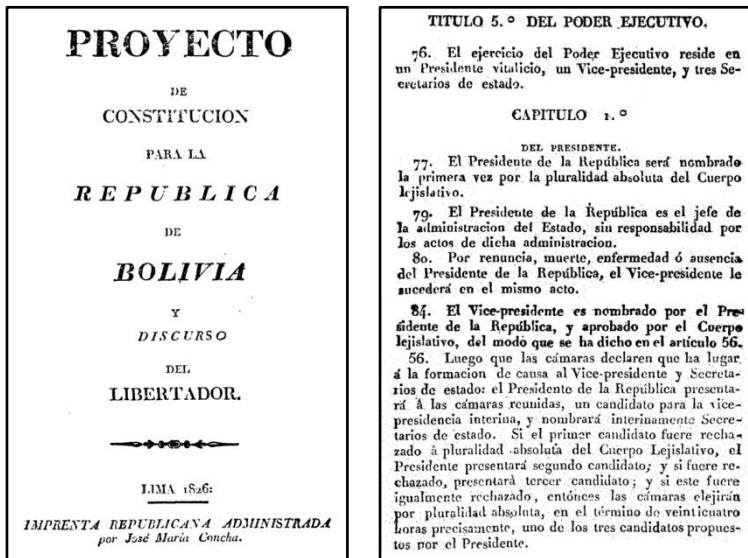 PROYECTO
DE
CONSTITUCION
PARA LA
REPUBLICA
DE
BOLIVIA
Y
DISCURSO
DEL
LIBERTADOR.
LIMA 1826:
IMPRENTA REPUBLICANA ADMINISTRADA
por José María Concha.
TITULO 5.º DEL PODER EJECUTIVO.
76. El ejercicio del Poder Ejecutivo reside en
un Presidente vitalicio, un Vice-presidente, y tres Se-
cretarios de estado.
CAPITULO 1.º
DEL PRESIDENTE.
77. El Presidente de la República será nombrado
la primera vez por la pluralidad absoluta del Cuerpo
lejislativo.
79. El Presidente de la República es el jefe de
la administracion del Estado, sin responsabilidad por
los actos de dicha administracion.
80. Por renuncia, muerte, enfermedad ó ausencia
del Presidente de la República, el Vice-presidente le
sucederá en el mismo acto.
84. El Vice-presidente es nombrado por el Pre-
sidente de la República, y aprobado por el Cuerpo
lejislativo, del modo que se ha dicho en el artículo 56.
56. Luego que las cámaras declaren que ha lugar
á la formacion de causa al Vice-presidente y Secreta-
rios de estado: el Presidente de la República presenta-
rá á las cámaras reunidas, un candidato para la vice-
presidencia interina, y nombrará interinamente Secre-
tarios de estado. Si el primer candidato fuere recha-
zado á pluralidad absoluta del Cuerpo Lejislativo, el
Presidente presentará segundo candidato; y si fuere re-
chazado, presentará tercer candidato; y si este fuere
igualmente rechazado, entónces las cámaras elejirán
por pluralidad absoluta, en el término de veinticuatro
horas precisamente, uno de los tres candidatos propues-
tos por el Presidente.